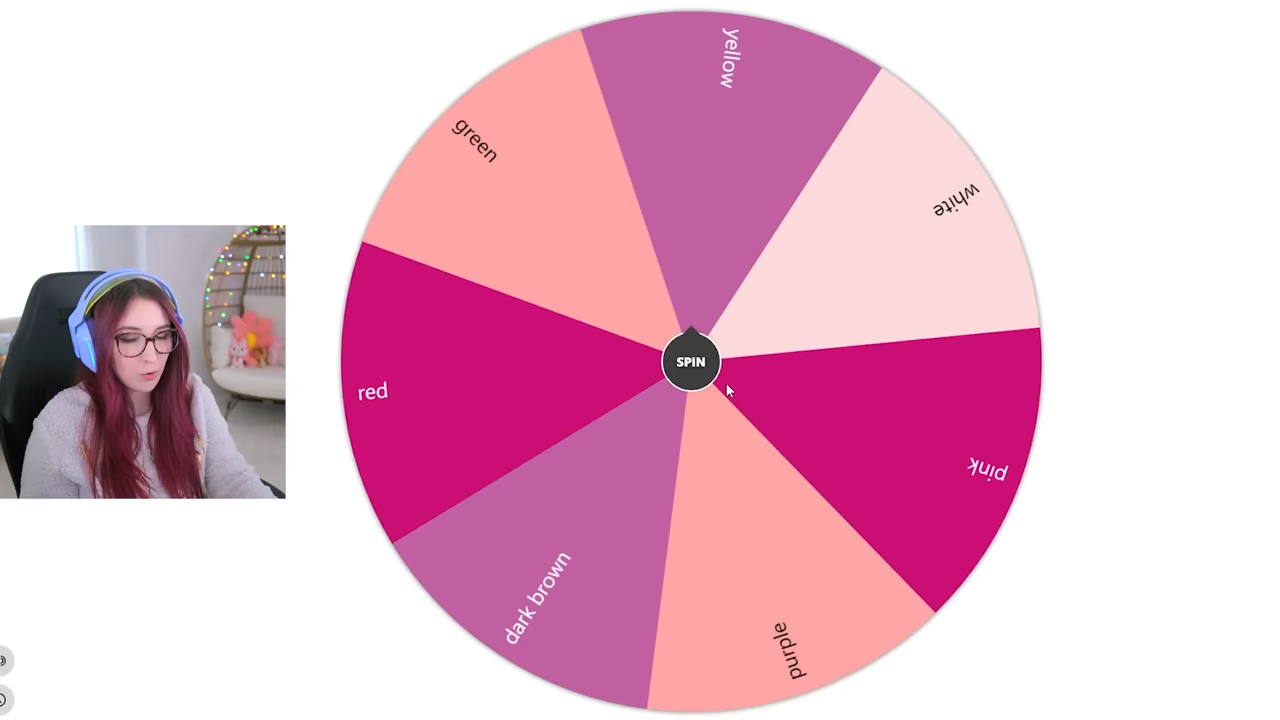 yellow
green
white
SPIN
red
pink
dark brown
purple